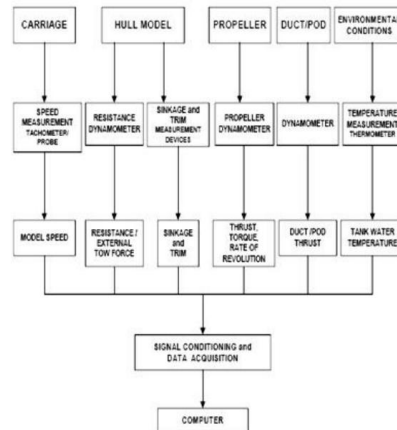 CARRIAGE
HULL MODEL
PROPELLER
DUCT/POD
ENVIRONMENTAL
CONDITIONS
SPEED
MEASUREMENT
TACHOMETER/
PROBE
RESISTANCE
DYNAMOMETER
SINKAGE and
TRIM
MEASUREMENT
DEVICES
PROPELLER
DYNAMOMETER
DYNAMOMETER
TEMPERATURE
MEASUREMENT
THERMOMETER
MODEL SPEED
RESISTANCE /
EXTERNAL
TOW FORCE
SINKAGE
and
TRIM
THRUST,
TORQUE,
RATE OF
REVOLUTION
DUCT /POD
THRUST
TANK WATER
TEMPERATURE
SIGNAL CONDITIONING and
DATA ACQUISITION
COMPUTER